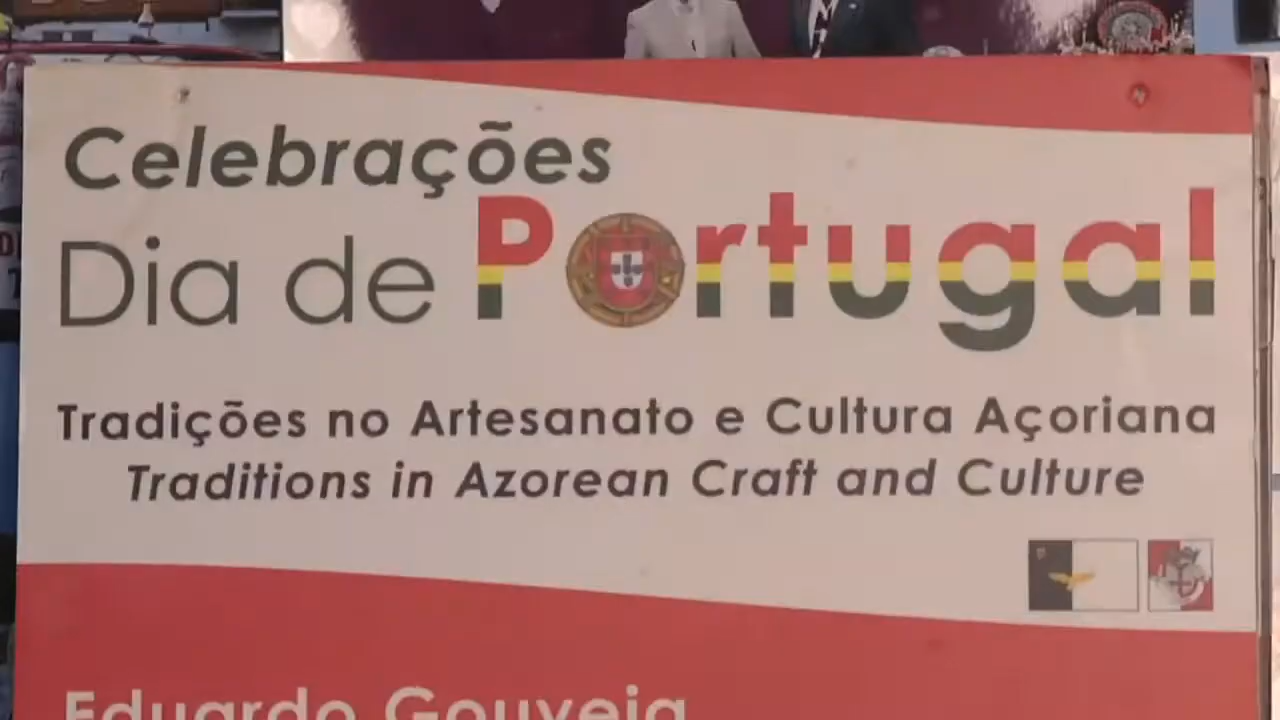 Celebrações
Dia de Portugal
Tradições no Artesanato e Cultura Açoriana
Traditions in Azorean Craft and Culture
Eduardo Gouveia